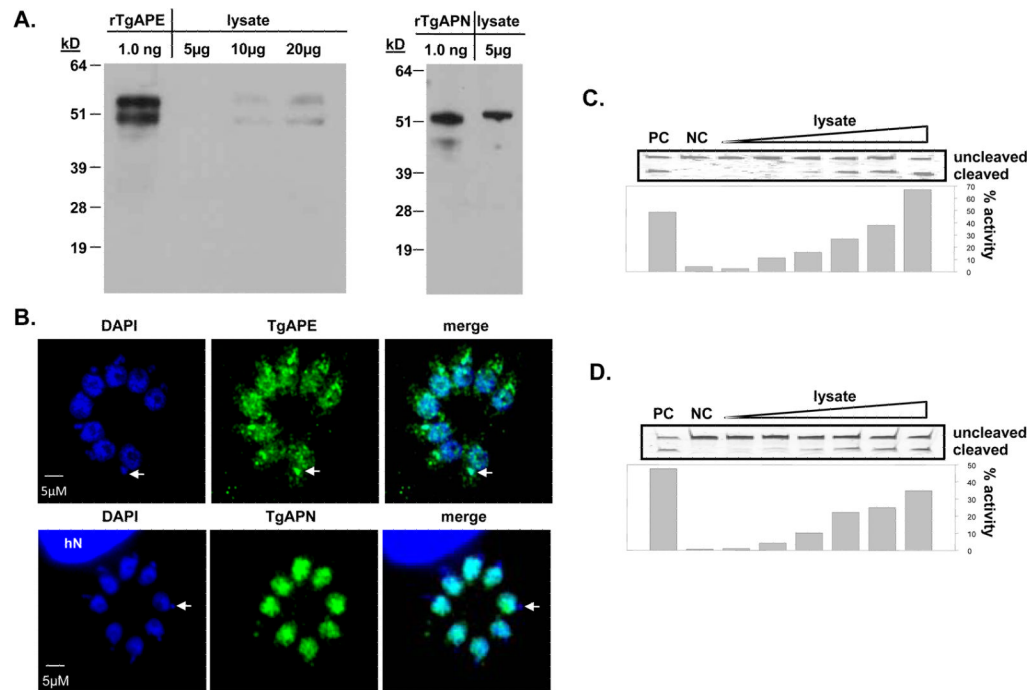 A.
rTgAPE lysate
kD 1.0 ng 5µg 10µg 20µg
64
51
39
28
19
rTgAPN lysate
kD 1.0 ng 5µg
64
51
39
28
19
B.
DAPI TgAPE merge
5µM
DAPI TgAPN merge
hN
5µM
C.
lysate
PC NC
uncleaved
cleaved
70
60
50
40
30
20
10
0
% activity
D.
lysate
PC NC
uncleaved
cleaved
50
40
30
20
10
0
% activity